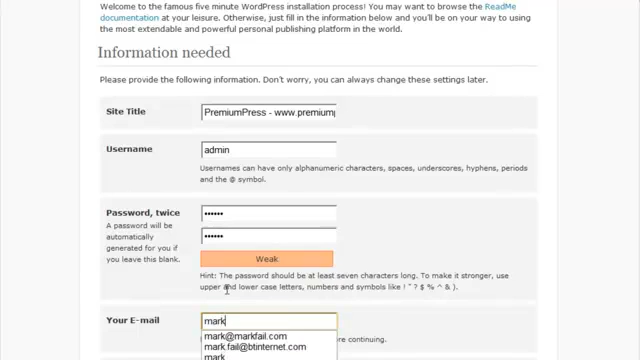 Welcome to the famous five minute WordPress installation process! You may want to browse the ReadMe
documentation at your leisure. Otherwise, just fill in the information below and you'll be on your way to using
the most extendable and powerful personal publishing platform in the world.
Information needed
Please provide the following information. Don't worry, you can always change these settings later.
Site Title
PremiumPress - www.premiump
Username
admin
Usernames can have only alphanumeric characters, spaces, underscores, hyphens, periods
and the @ symbol.
Password, twice
A password will be
automatically
generated for you if
you leave this blank.
••••••
••••••
Weak
Hint: The password should be at least seven characters long. To make it stronger, use
upper and lower case letters, numbers and symbols like ! " ? $ % ^ & ).
Your E-mail
mark
mark@markfail.com
mark.fail@btinternet.com
mark
re continuing.